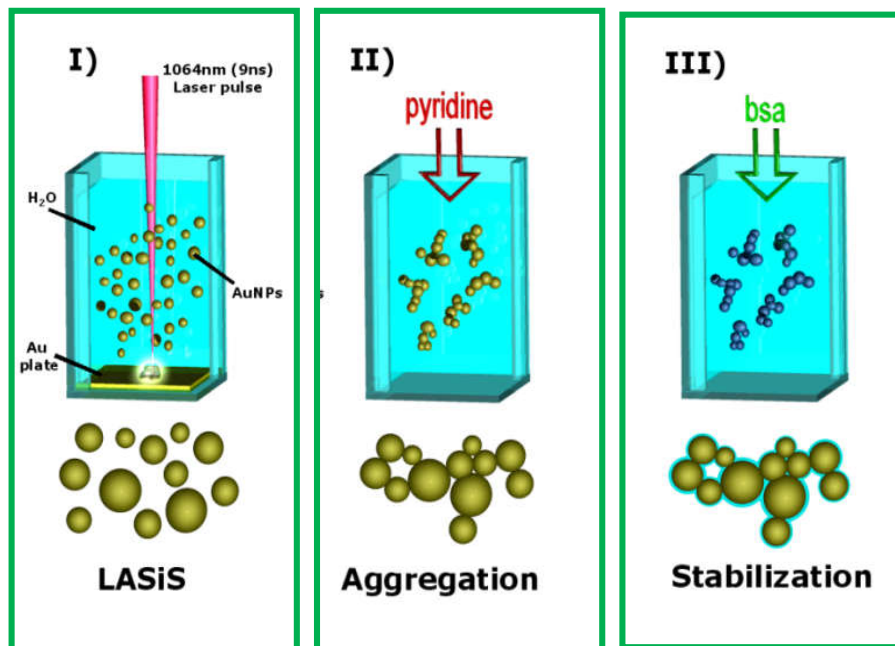 I)
1064nm (9ns)
Laser pulse
H₂O
AuNPs
Au
plate
LASiS
II)
pyridine
s
Aggregation
III)
bsa
Stabilization